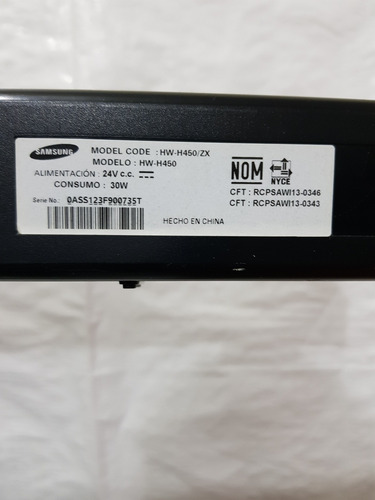 SAMSUNG
MODEL CODE : HW-H450/ZX
MODELO : HW-H450
ALIMENTACIÓN : 24V c.c.
CONSUMO : 30W
Serie No.: 0ASS123F900735T
HECHO EN CHINA
NOM
NYCE
CFT : RCPSAWI13-0346
CFT : RCPSAWI13-0343